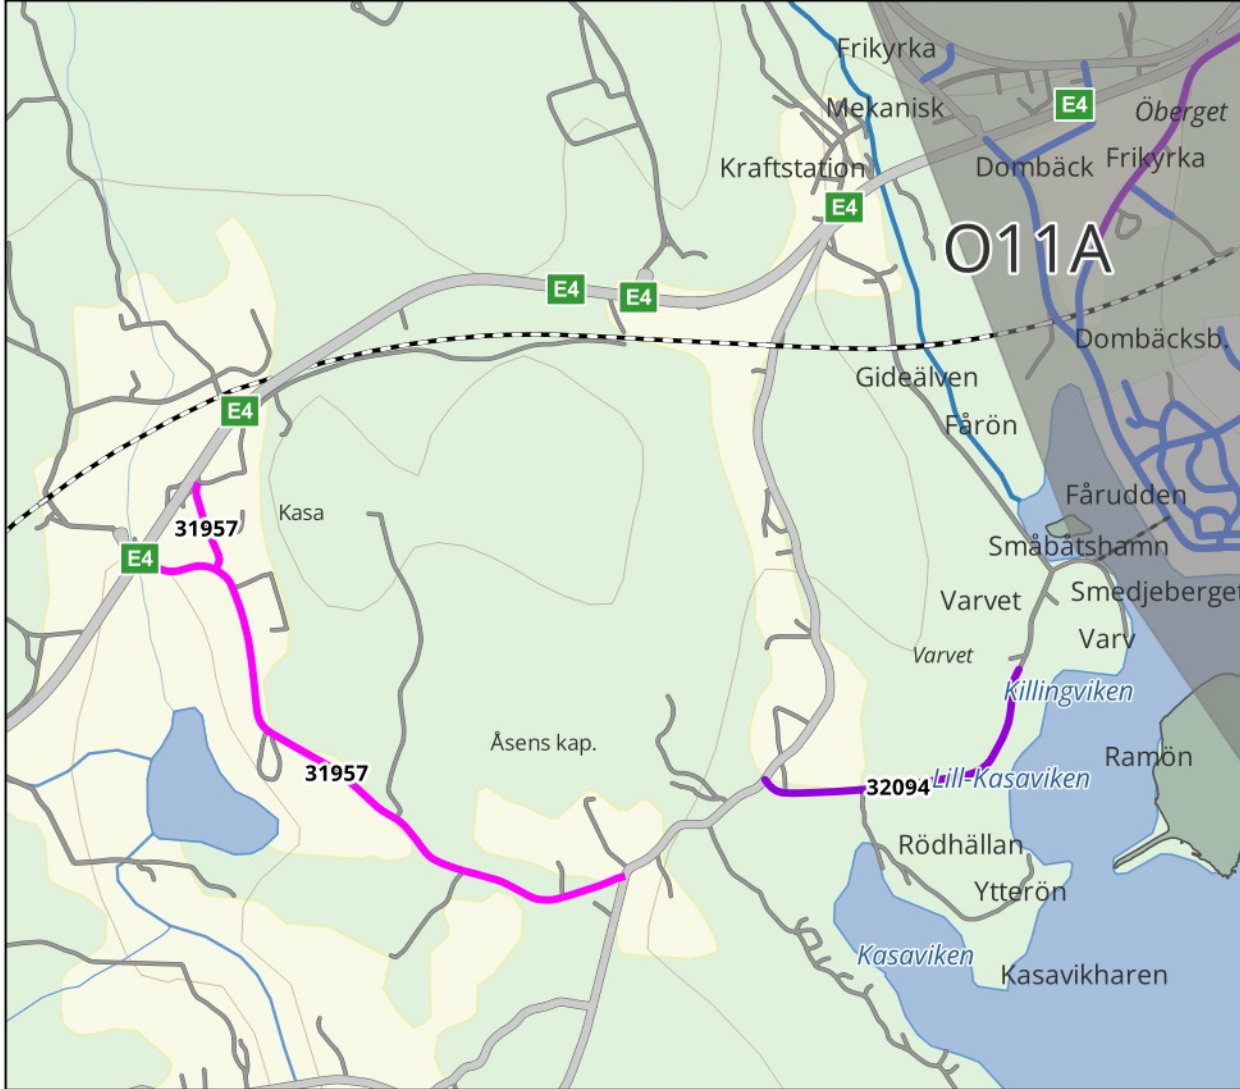 Frikyrka
Mekanisk
E4
Öberget
Kraftstation
Dombäck
Frikyrka
E4
O11A
E4
E4
Dombäcksb.
Gideälven
E4
Fårön
Fårudden
Kasa
31957
Småbåtshamn
E4
Varvet
Smedjeberget
Varv
Varvet
Killingviken
Åsens kap.
Ramön
31957
32094
Lill-Kasaviken
Rödhällan
Ytterön
Kasaviken
Kasavikharen